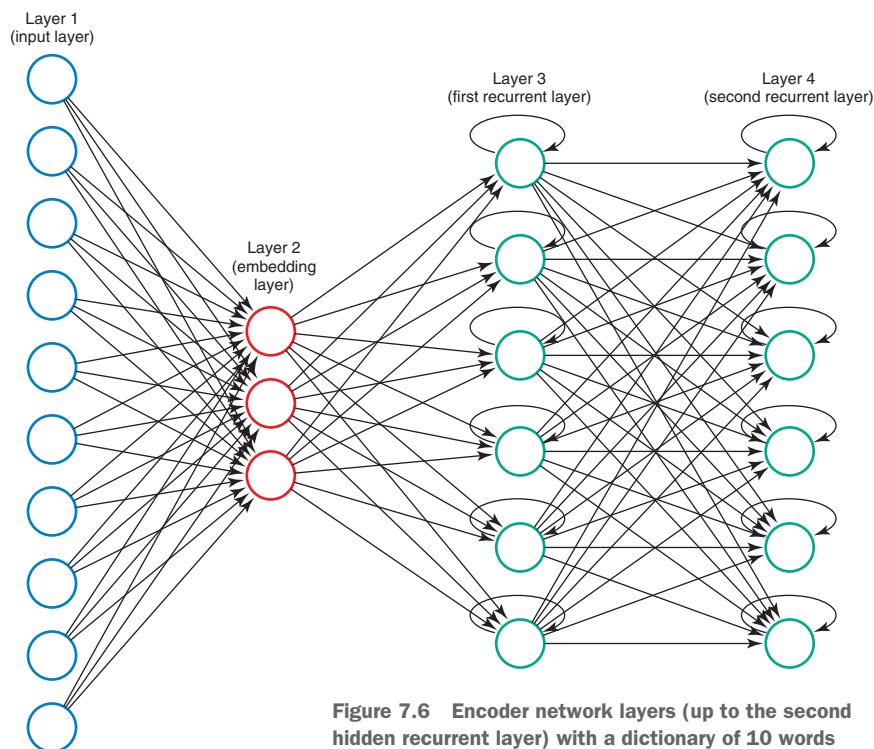 Layer 1
(input layer)
Layer 2
(embedding
layer)
Layer 3
(first recurrent layer)
Layer 4
(second recurrent layer)
Figure 7.6 Encoder network layers (up to the second
hidden recurrent layer) with a dictionary of 10 words